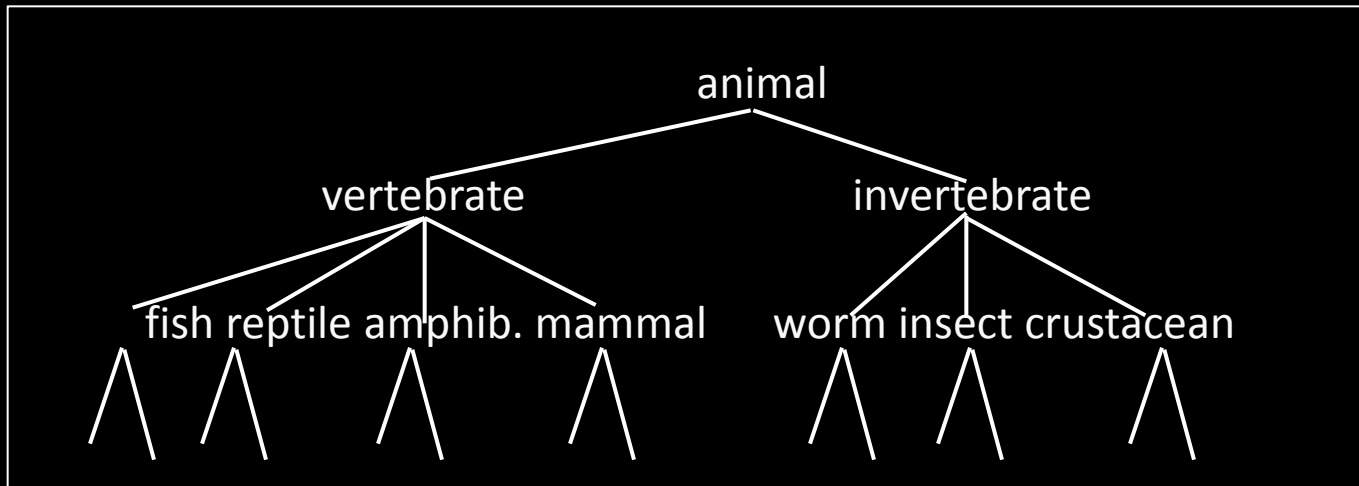 animal
vertebrate invertebrate
fish reptile amphib. mammal worm insect crustacean